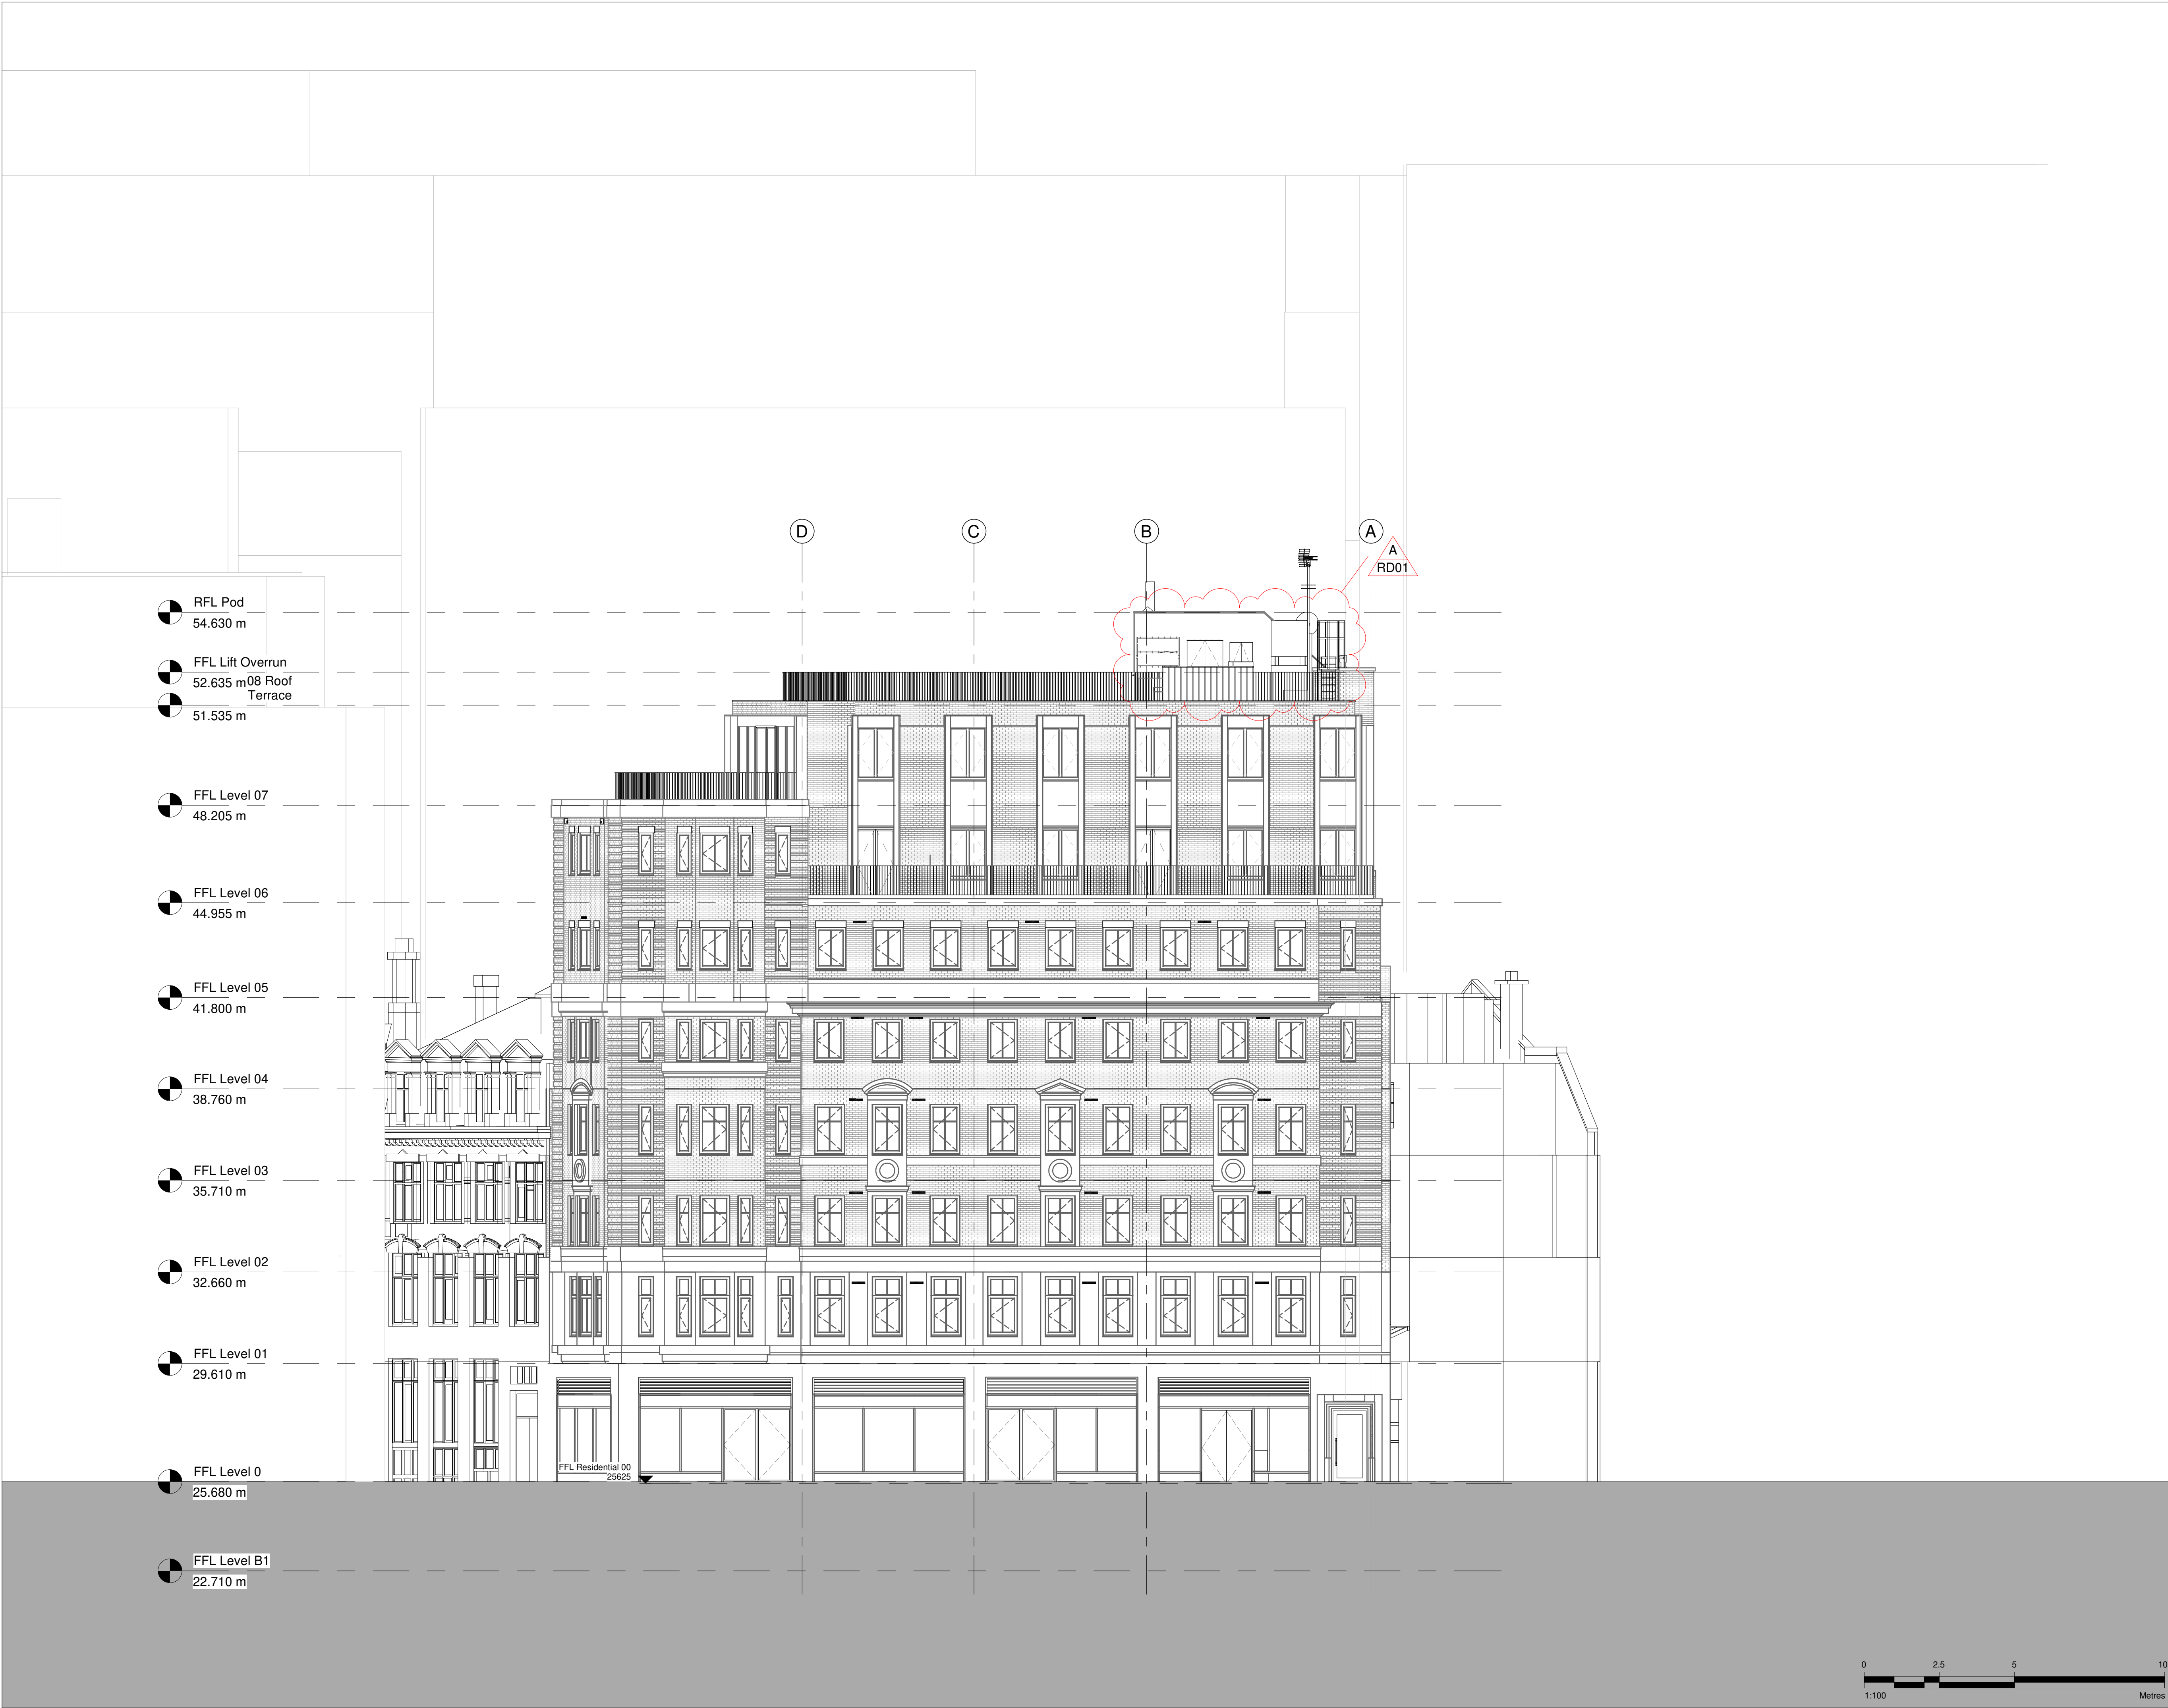 D
C
B
A
A
RD01
RFL Pod
54.630 m
FFL Lift Overrun
52.635 m
08 Roof
Terrace
51.535 m
FFL Level 07
48.205 m
FFL Level 06
44.955 m
FFL Level 05
41.800 m
FFL Level 04
38.760 m
FFL Level 03
35.710 m
FFL Level 02
32.660 m
FFL Level 01
29.610 m
FFL Residential 00
25625
FFL Level 0
25.680 m
FFL Level B1
22.710 m
0 2.5 5 10
1:100 Metres